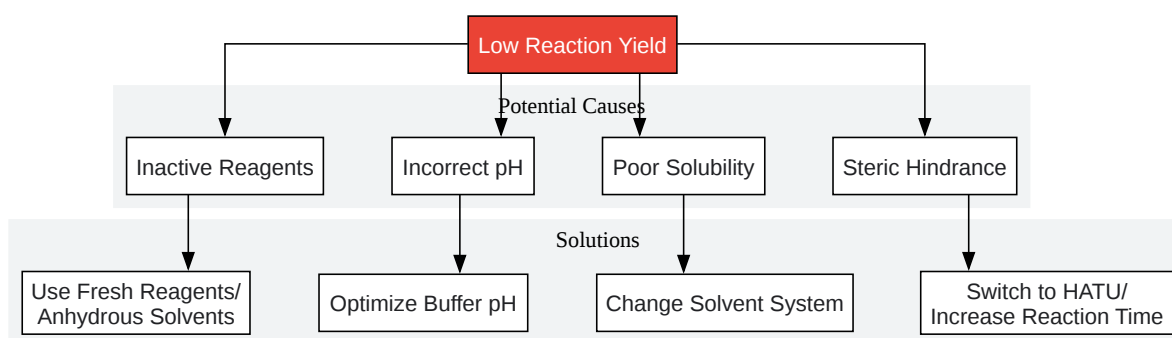 Low Reaction Yield
Potential Causes
Inactive Reagents
Incorrect pH
Poor Solubility
Steric Hindrance
Solutions
Use Fresh Reagents/
Anhydrous Solvents
Optimize Buffer pH
Change Solvent System
Switch to HATU/
Increase Reaction Time